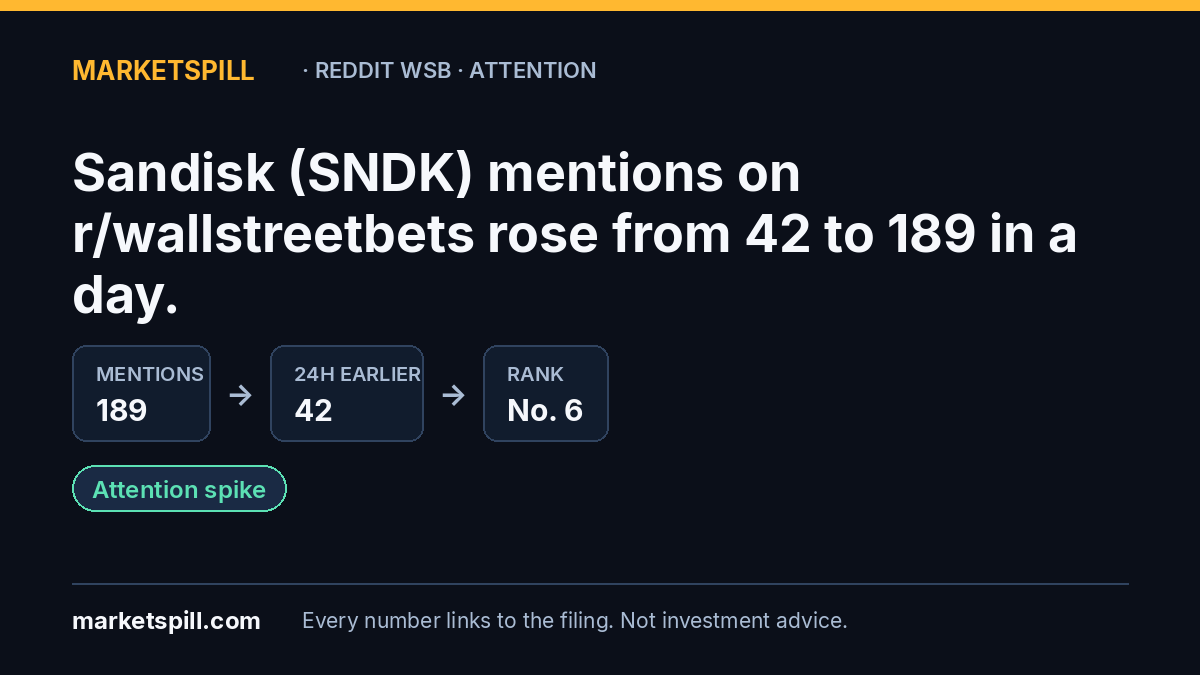 MARKETSPILL · REDDIT WSB · ATTENTION
Sandisk (SNDK) mentions on
r/wallstreetbets rose from 42 to 189 in a
day.
MENTIONS → 24H EARLIER → RANK
189 42 No. 6
Attention spike
marketspill.com Every number links to the filing. Not investment advice.